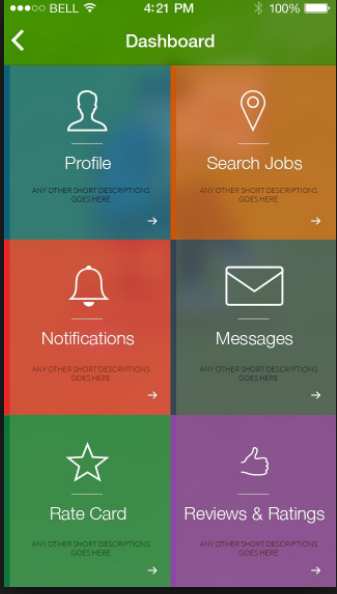 BELL 4:21 PM 100%
Dashboard
Profile
ANY OTHER SHORT DESCRIPTIONS
GOES HERE
Search Jobs
ANY OTHER SHORT DESCRIPTIONS
GOES HERE
Notifications
ANY OTHER SHORT DESCRIPTIONS
GOES HERE
Messages
ANY OTHER SHORT DESCRIPTIONS
GOES HERE
Rate Card
ANY OTHER SHORT DESCRIPTIONS
GOES HERE
Reviews & Ratings
ANY OTHER SHORT DESCRIPTIONS
GOES HERE